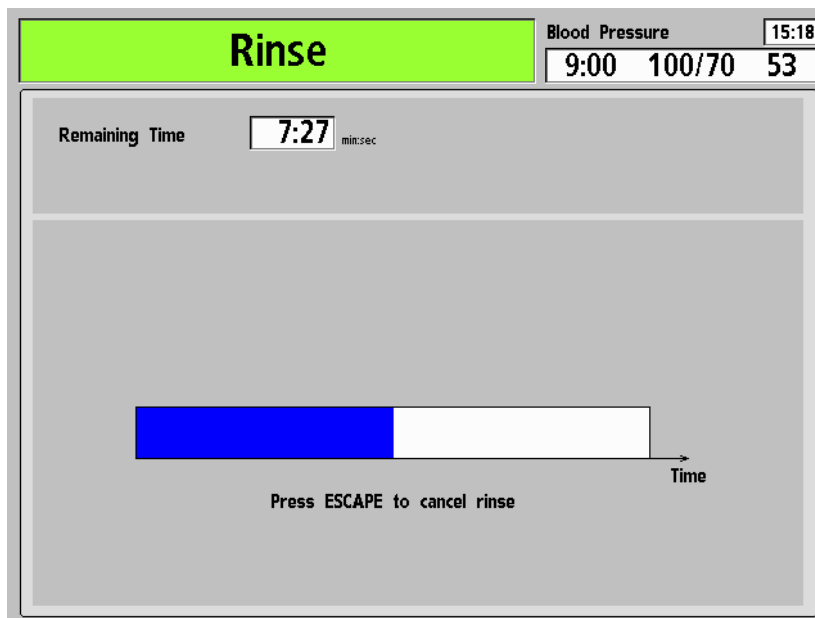 Rinse
Blood Pressure 15:18
9:00 100/70 53
Remaining Time 7:27 min:sec
Time
Press ESCAPE to cancel rinse